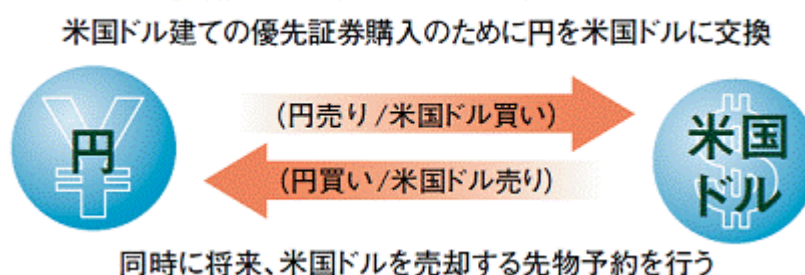 米国ドル建ての優先証券購入のために円を米国ドルに交換
(円売り/米国ドル買い)
円
米国
ドル
(円買い/米国ドル売り)
同時に将来、米国ドルを売却する先物予約を行う